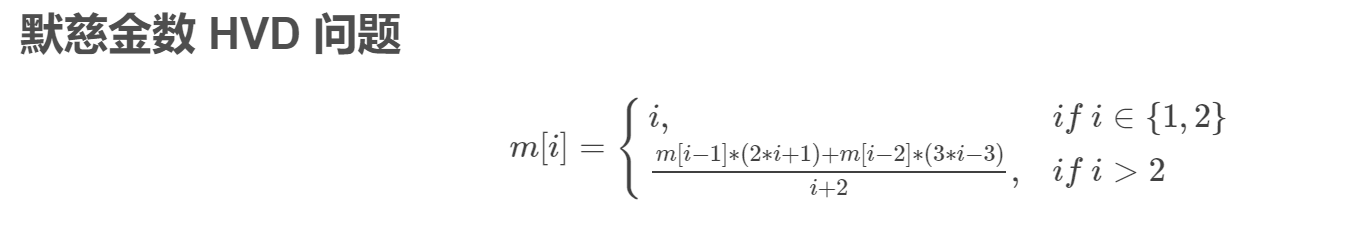 默慈金数 HVD 问题
m[i] = { i, if i ∈ {1, 2}
m[i−1]∗(2∗i+1)+m[i−2]∗(3∗i−3) / i+2 , if i > 2